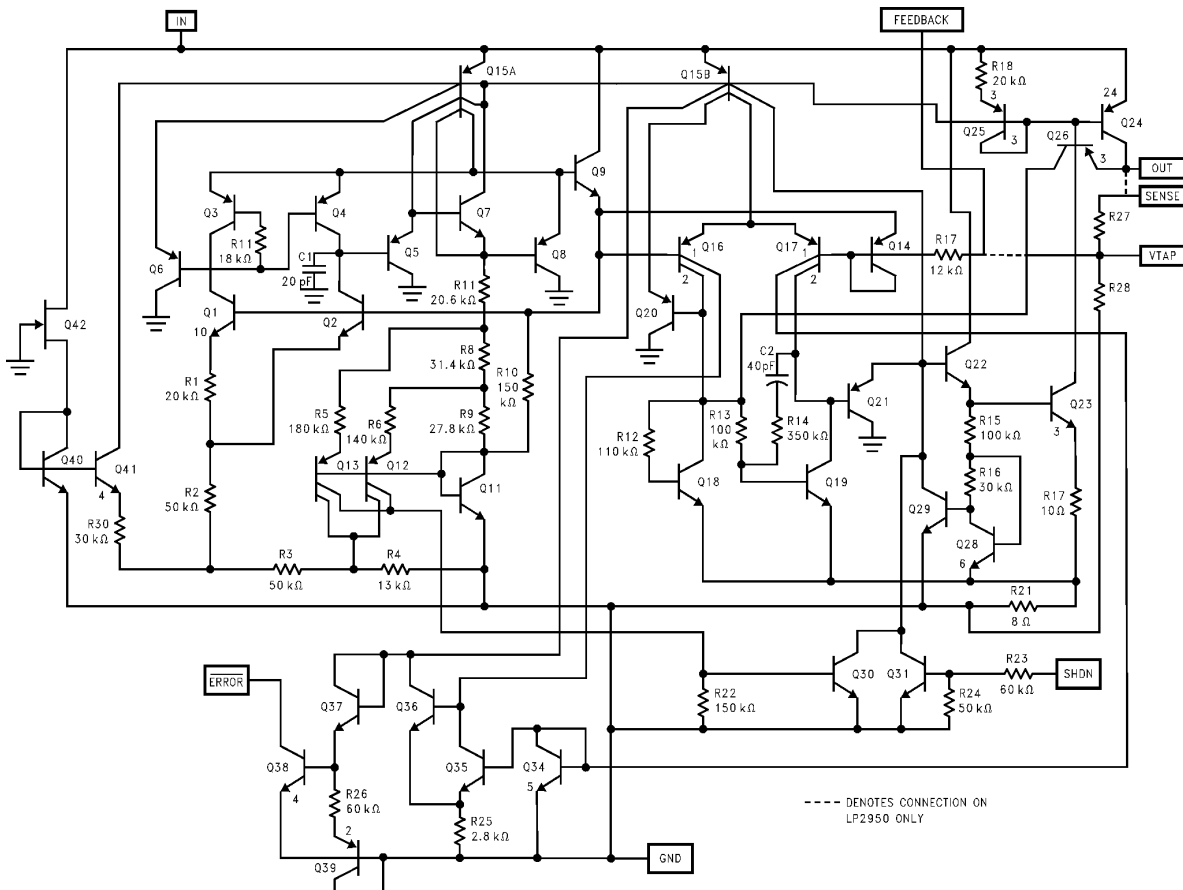 IN
FEEDBACK
Q15A
Q15B
R18
20 kΩ
3
24
Q25
3
Q24
Q26
3
OUT
SENSE
Q9
Q3
Q4
Q7
R11
18 kΩ
C1
20 pF
Q5
Q8
Q16
1
2
Q17
1
2
Q14
R17
12 kΩ
R27
VTAP
R28
Q6
Q1
10
Q2
R11
20.6 kΩ
Q20
Q42
R8
31.4 kΩ
R10
150
kΩ
C2
40pF
Q22
R1
20 kΩ
R5
180 kΩ
R6
140 kΩ
R9
27.8 kΩ
R12
110 kΩ
R13
100
kΩ
R14
350 kΩ
Q21
Q23
3
R15
100 kΩ
Q40
Q41
4
Q13
Q12
Q11
Q18
Q19
R16
30 kΩ
R17
10Ω
R2
50 kΩ
Q29
Q28
6
R30
30 kΩ
R3
50 kΩ
R4
13 kΩ
R21
8 Ω
ERROR
Q37
Q36
R22
150 kΩ
Q30
Q31
R23
60 kΩ
SHDN
R24
50 kΩ
Q38
4
Q35
Q34
5
R26
60 kΩ
R25
2.8 kΩ
2
Q39
GND
---- DENOTES CONNECTION ON
LP2950 ONLY